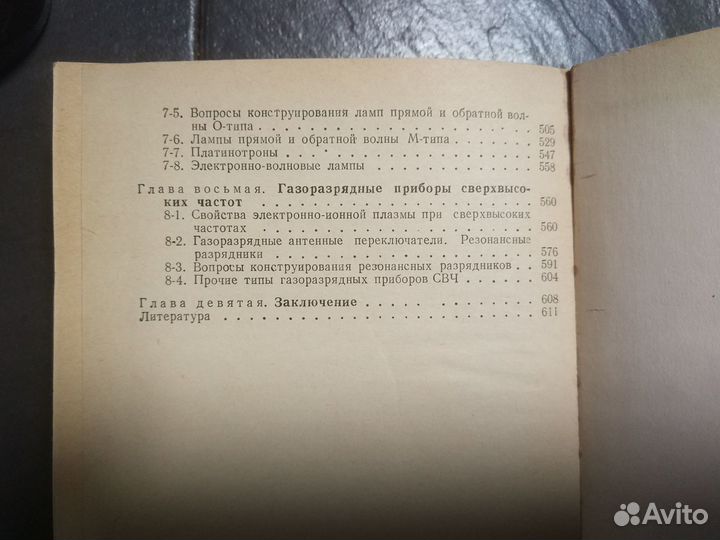 7-5. Вопросы конструирования ламп прямой и обратной вол-
ны О-типа . . . . . . . . . . . . . . . . . . 505
7-6. Лампы прямой и обратной волны М-типа . . . . . . 529
7-7. Платинотроны . . . . . . . . . . . . . . . . 547
7-8. Электронно-волновые лампы . . . . . . . . . . . 558
Глава восьмая. Газоразрядные приборы сверхвысо-
ких частот . . . . . . . . . . . . . . . . . 560
8-1. Свойства электронно-ионной плазмы при сверхвысоких
частотах . . . . . . . . . . . . . . . . . . 560
8-2. Газоразрядные антенные переключатели. Резонансные
разрядники . . . . . . . . . . . . . . . . . 576
8-3. Вопросы конструирования резонансных разрядников . . 591
8-4. Прочие типы газоразрядных приборов СВЧ . . . . . 604
Глава девятая. Заключение . . . . . . . . . . . . 608
Литература . . . . . . . . . . . . . . . . . . . 611
Avito